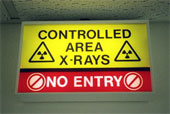 CONTROLLED
AREA
X-RAYS
NO ENTRY